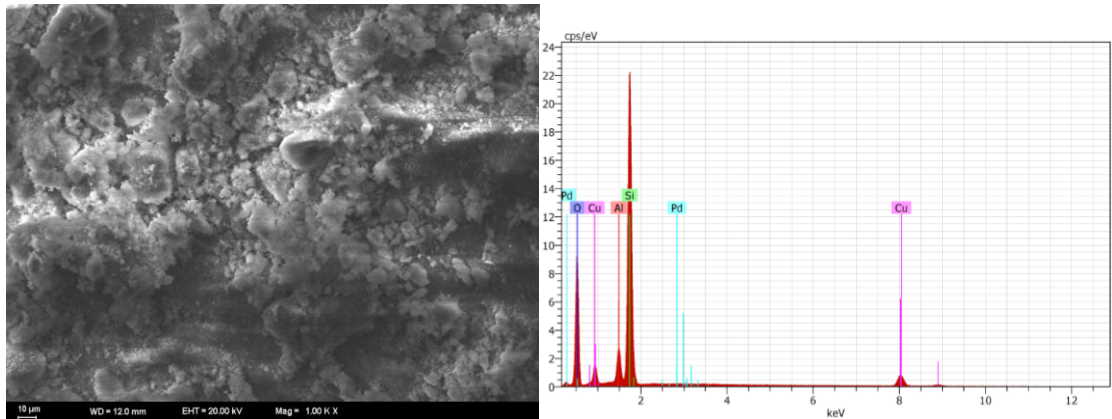 10 µm WD = 12.0 mm EHT = 20.00 kV Mag = 1.00 K X
cps/eV
24
22
20
18
16
14
12
10
8
6
4
2
0
Pd
O
Cu
Al
Si
Pd
Cu
2 4 6 8 10 12
keV